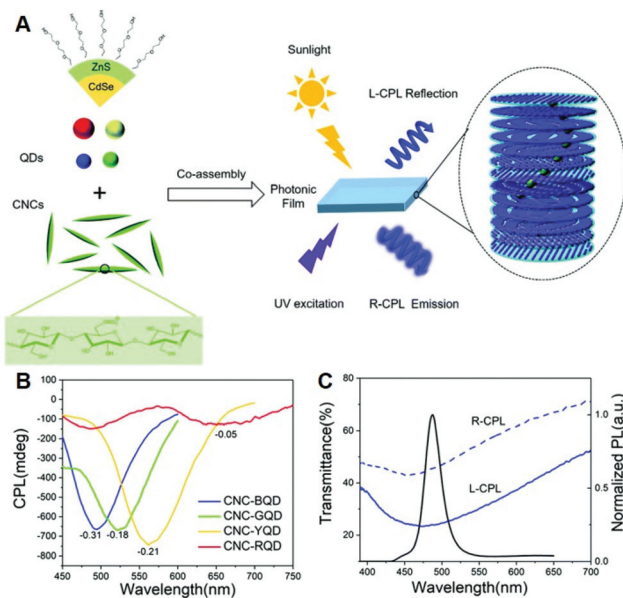 A
ZnS
CdSe
QDs
+
CNCs
Co-assembly
Sunlight
L-CPL Reflection
Photonic
Film
UV excitation
R-CPL Emission
B
CPL(mdeg)
100
50
0
-100
-200
-300
-400
-500
-600
-700
-800
-0.05
-0.31
-0.18
-0.21
CNC-BQD
CNC-GQD
CNC-YQD
CNC-RQD
450 500 550 600 650 700 750
Wavelength(nm)
C
Transmittance(%)
80
60
40
20
R-CPL
L-CPL
1.0
0.5
0.0
Normalized PL(a.u.)
400 450 500 550 600 650 700
Wavelength(nm)